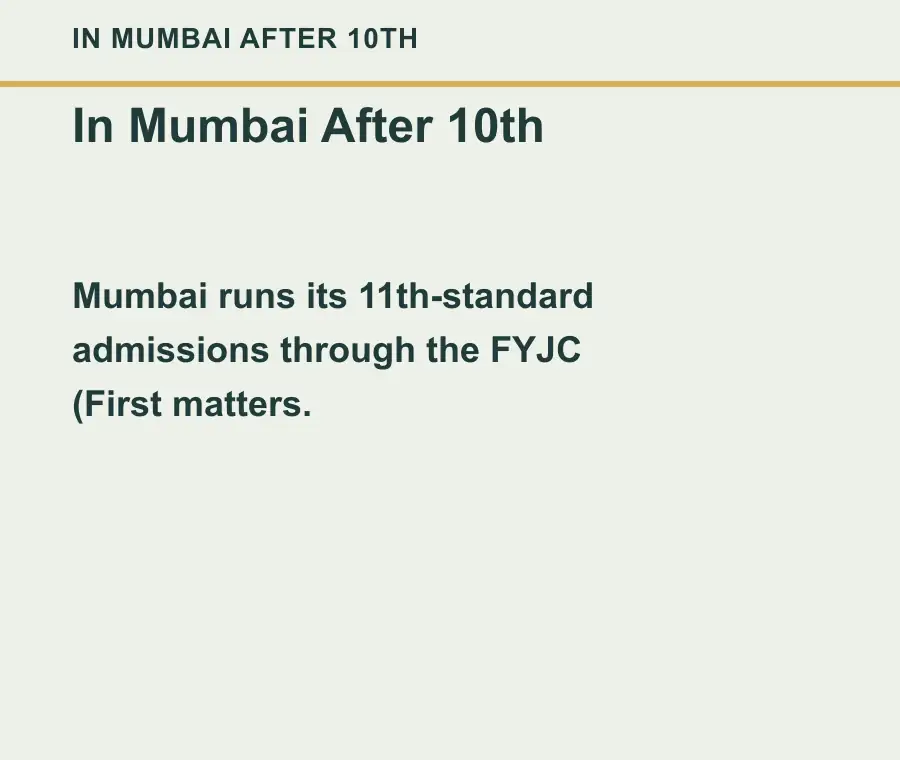 IN MUMBAI AFTER 10TH
In Mumbai After 10th
Mumbai runs its 11th-standard
admissions through the FYJC
(First matters.